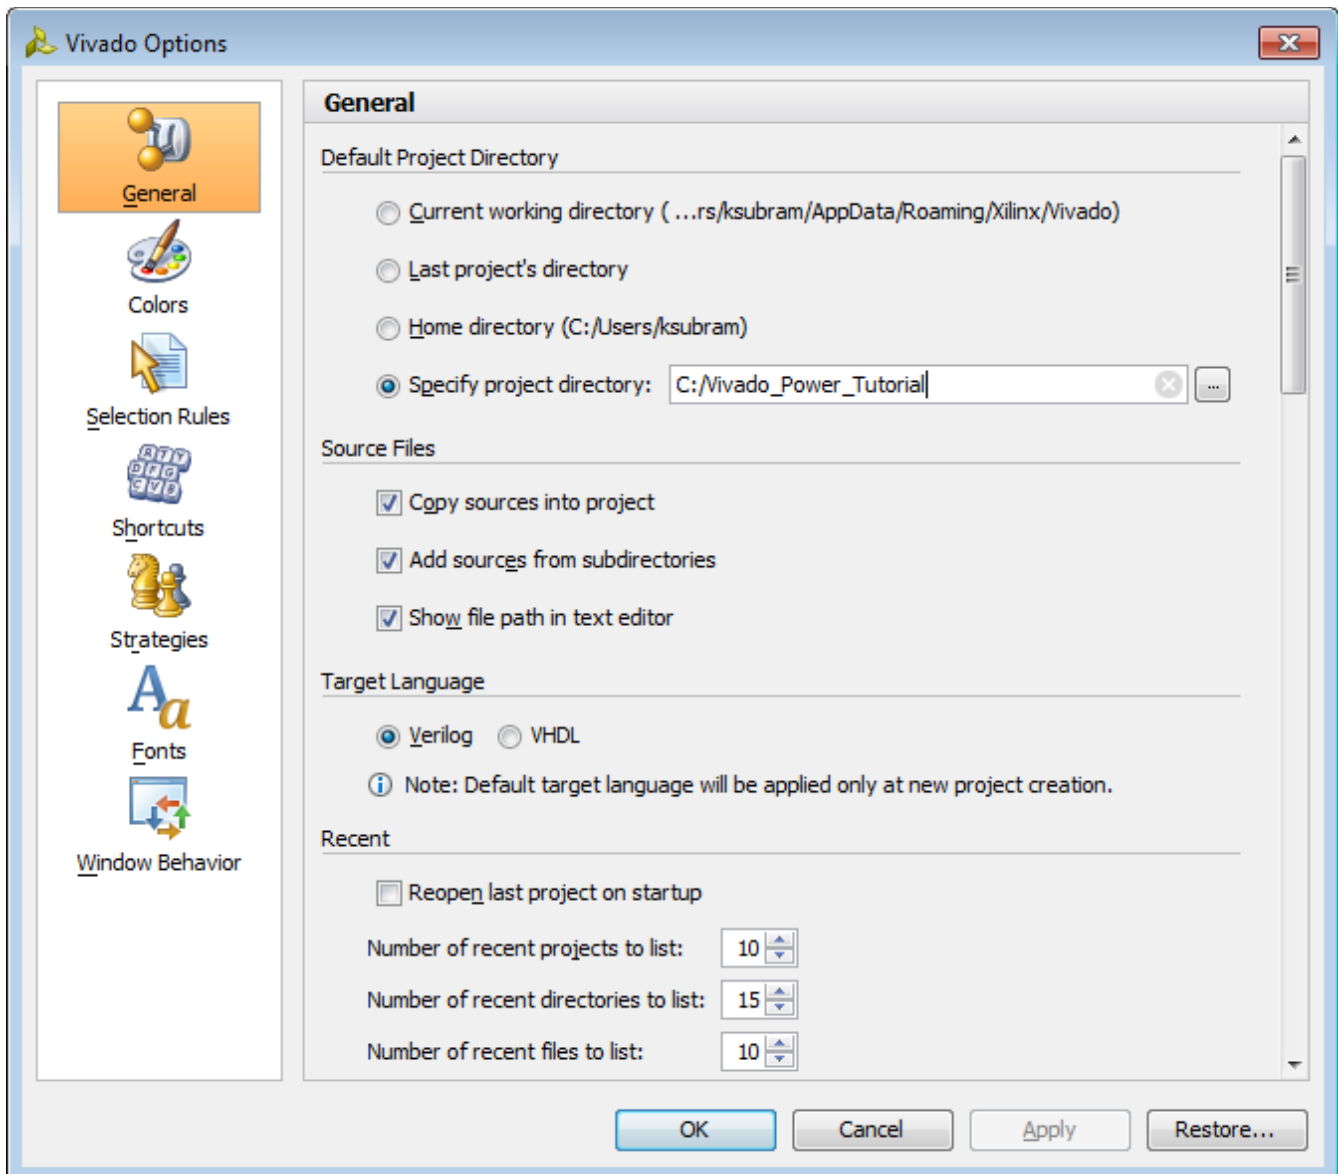 Vivado Options
General
Colors
Selection Rules
Shortcuts
Strategies
Fonts
Window Behavior
General
Default Project Directory
Current working directory ( ...rs/ksubram/AppData/Roaming/Xilinx/Vivado)
Last project's directory
Home directory (C:/Users/ksubram)
Specify project directory: C:/Vivado_Power_Tutorial ...
Source Files
Copy sources into project
Add sources from subdirectories
Show file path in text editor
Target Language
Verilog VHDL
Note: Default target language will be applied only at new project creation.
Recent
Reopen last project on startup
Number of recent projects to list: 10
Number of recent directories to list: 15
Number of recent files to list: 10
OK Cancel Apply Restore...